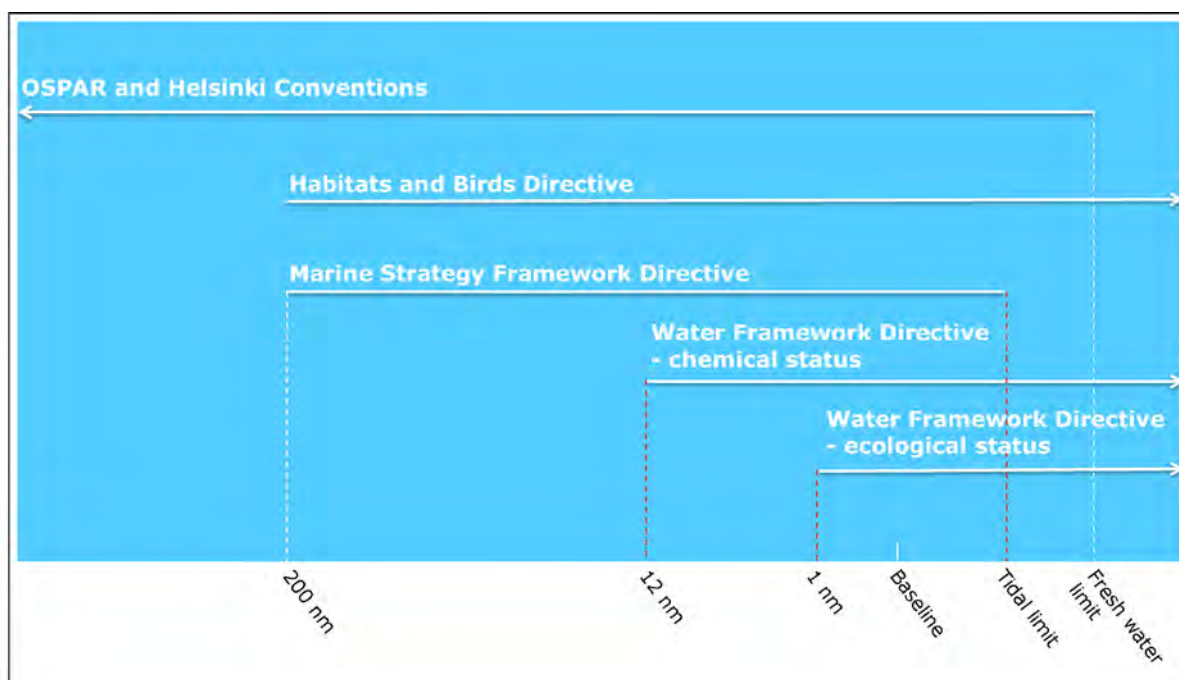 OSPAR and Helsinki Conventions
Habitats and Birds Directive
Marine Strategy Framework Directive
Water Framework Directive
- chemical status
Water Framework Directive
- ecological status
200 nm
12 nm
1 nm
Baseline
Tidal limit
Fresh water
limit